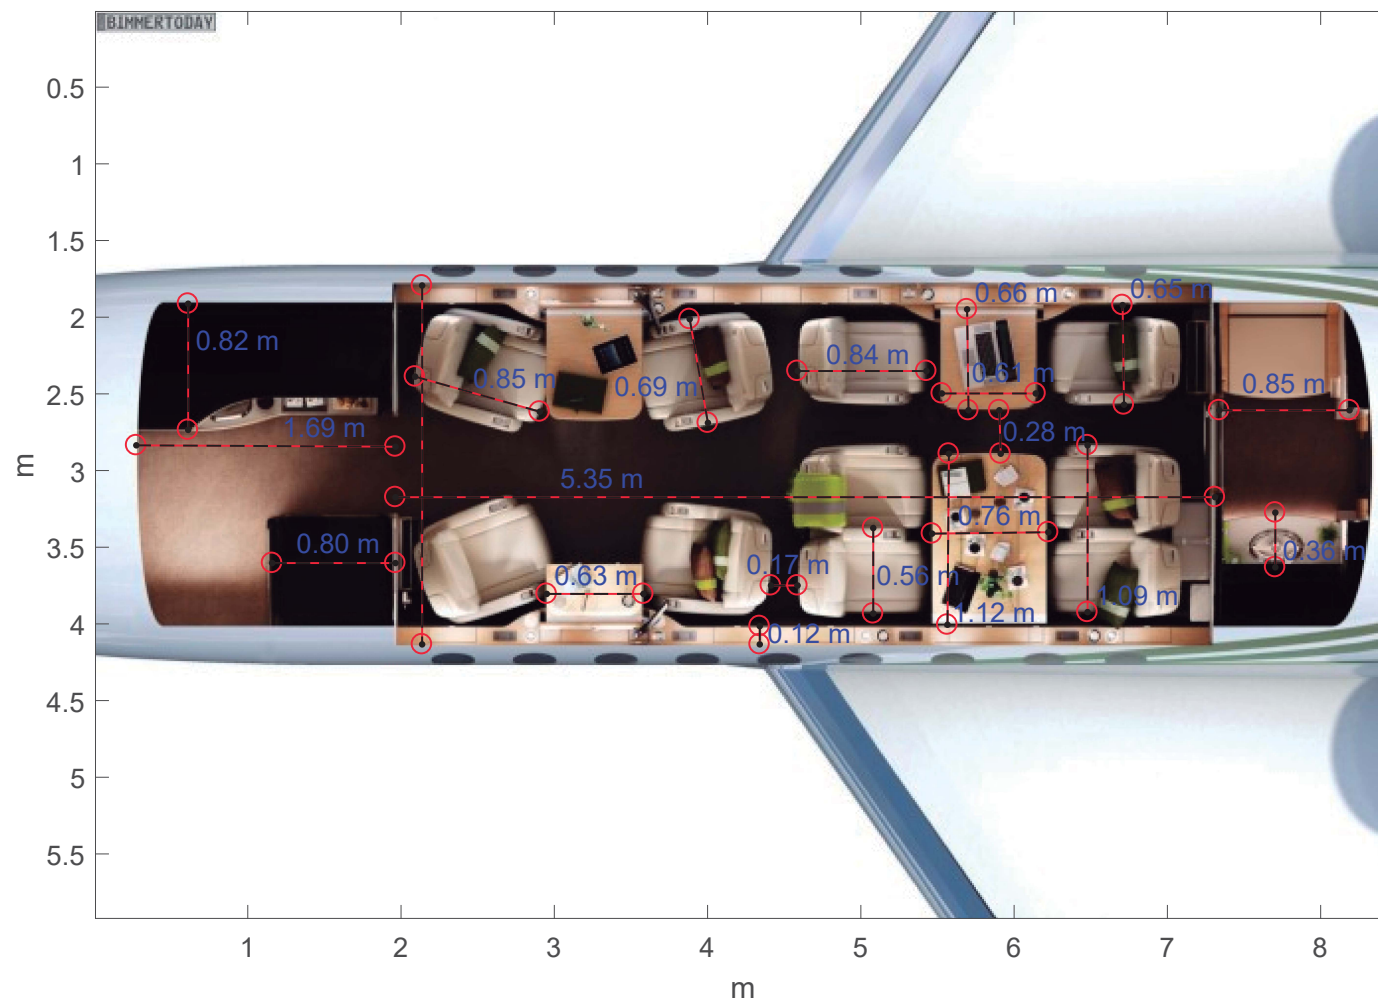 BIMMERTODAY
0.5
1
1.5
2
2.5
3
3.5
4
4.5
5
5.5
m
0.82 m
1.69 m
0.80 m
0.85 m
0.69 m
5.35 m
0.63 m
0.17 m
0.12 m
0.84 m
0.56 m
0.66 m
0.61 m
0.28 m
0.76 m
1.12 m
0.65 m
1.09 m
0.85 m
0.36 m
1
2
3
4
5
6
7
8
m